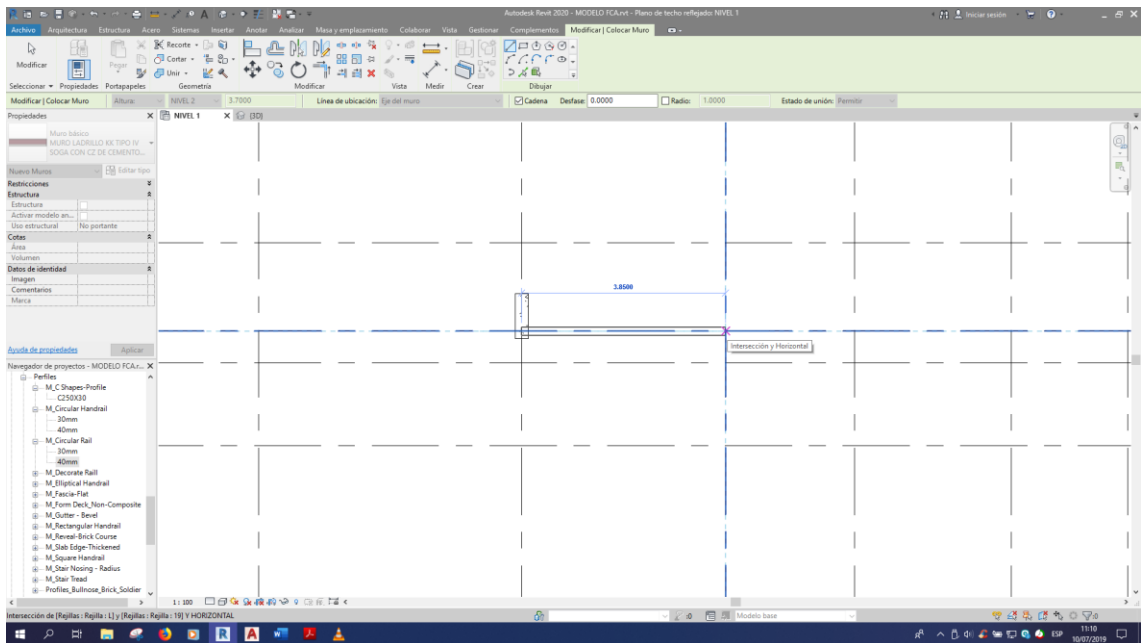 Autodesk Revit 2020 - MODELO FCA.rvt - Plano de techo reflejado: NIVEL 1
Iniciar sesión
Archivo Arquitectura Estructura Acero Sistemas Insertar Anotar Analizar Masa y emplazamiento Colaborar Vista Gestionar Complementos Modificar | Colocar Muro
Modificar
Pegar
Recorte
Cortar
Unir
Seleccionar Propiedades Portapapeles Geometría Modificar Vista Medir Crear Dibujar
Modificar | Colocar Muro Altura: NIVEL 2 3.7000 Línea de ubicación: Eje del muro Cadena Desfase: 0.0000 Radio: 1.0000 Estado de unión: Permitir
Propiedades
NIVEL 1
{3D}
Muro básico
MURO LADRILLO KK TIPO IV
SOGA CON CZ DE CEMENTO...
Nuevo Muros
Editar tipo
Restricciones
Estructura
Estructura
Activar modelo an...
Uso estructural No portante
Cotas
Área
Volumen
Datos de identidad
Imagen
Comentarios
Marca
3.8500
Intersección y Horizontal
Ayuda de propiedades Aplicar
Navegador de proyectos - MODELO FCA.r...
Perfiles
M_C Shapes-Profile
C250X30
M_Circular Handrail
30mm
40mm
M_Circular Rail
30mm
40mm
M_Decorate Raill
M_Elliptical Handrail
M_Fascia-Flat
M_Form Deck_Non-Composite
M_Gutter - Bevel
M_Rectangular Handrail
M_Reveal-Brick Course
M_Slab Edge-Thickened
M_Square Handrail
M_Stair Nosing - Radius
M_Stair Tread
Profiles_Bullnose_Brick_Soldier
1 : 100
Intersección de [Rejillas : Rejilla : L] y [Rejillas : Rejilla : 19] Y HORIZONTAL
:0
Modelo base
:0
ESP
11:10
10/07/2019